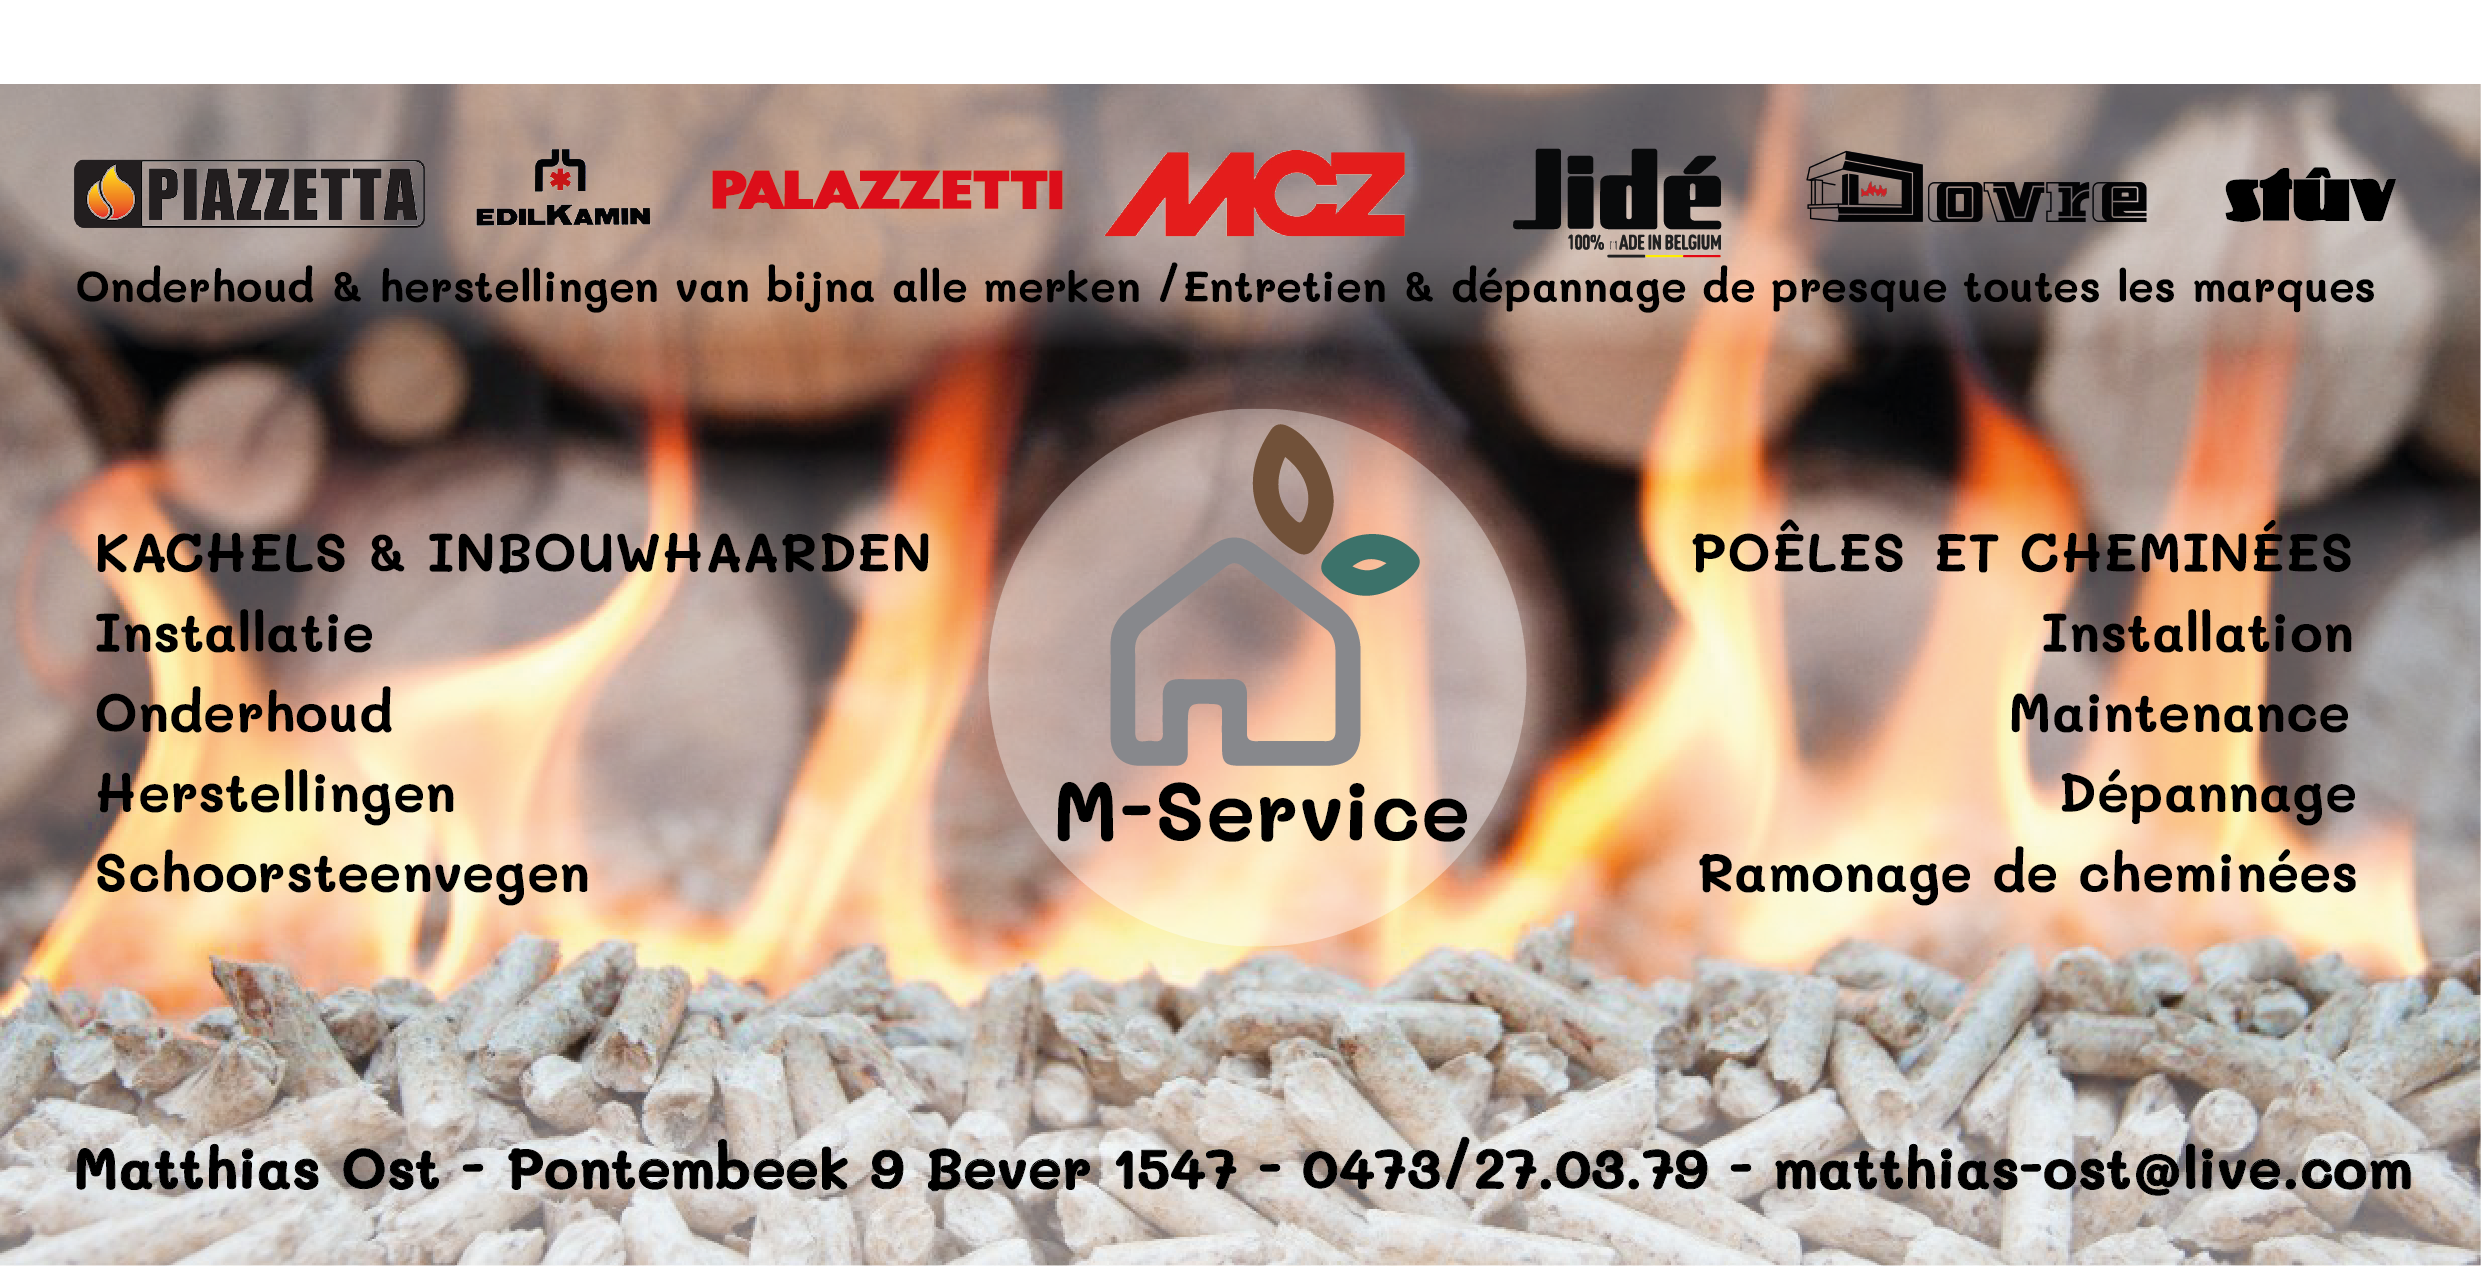 PIAZZETTA EDILKAMIN PALAZZETTI MCZ Jidé Dovre stûv
100% MADE IN BELGIUM
Onderhoud & herstellingen van bijna alle merken / Entretien & dépannage de presque toutes les marques
KACHELS & INBOUWHAARDEN
Installatie
Onderhoud
Herstellingen
Schoorsteenvegen
M-Service
POÊLES ET CHEMINÉES
Installation
Maintenance
Dépannage
Ramonage de cheminées
Matthias Ost - Pontembeek 9 Bever 1547 - 0473/27.03.79 - matthias-ost@live.com